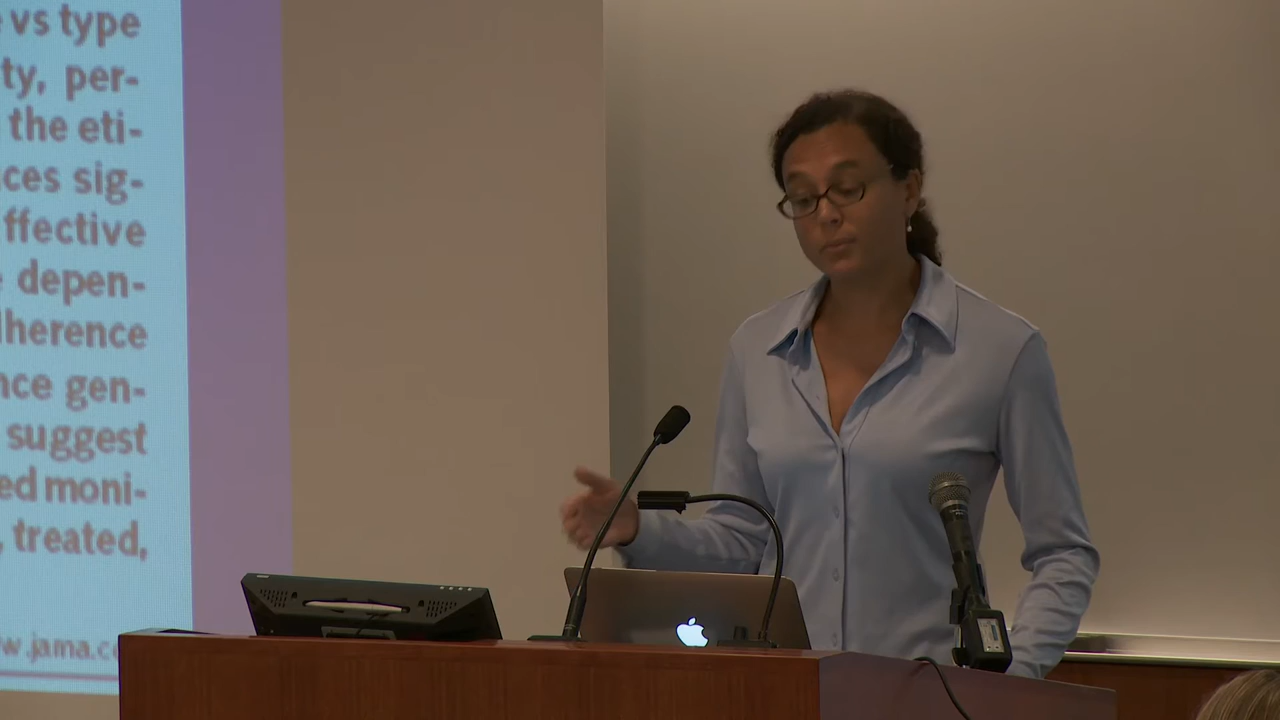 vs type
ty, per-
the eti-
ces sig-
ffective
depen-
herence
nce gen-
suggest
ed moni-
, treated,
w.jama.c